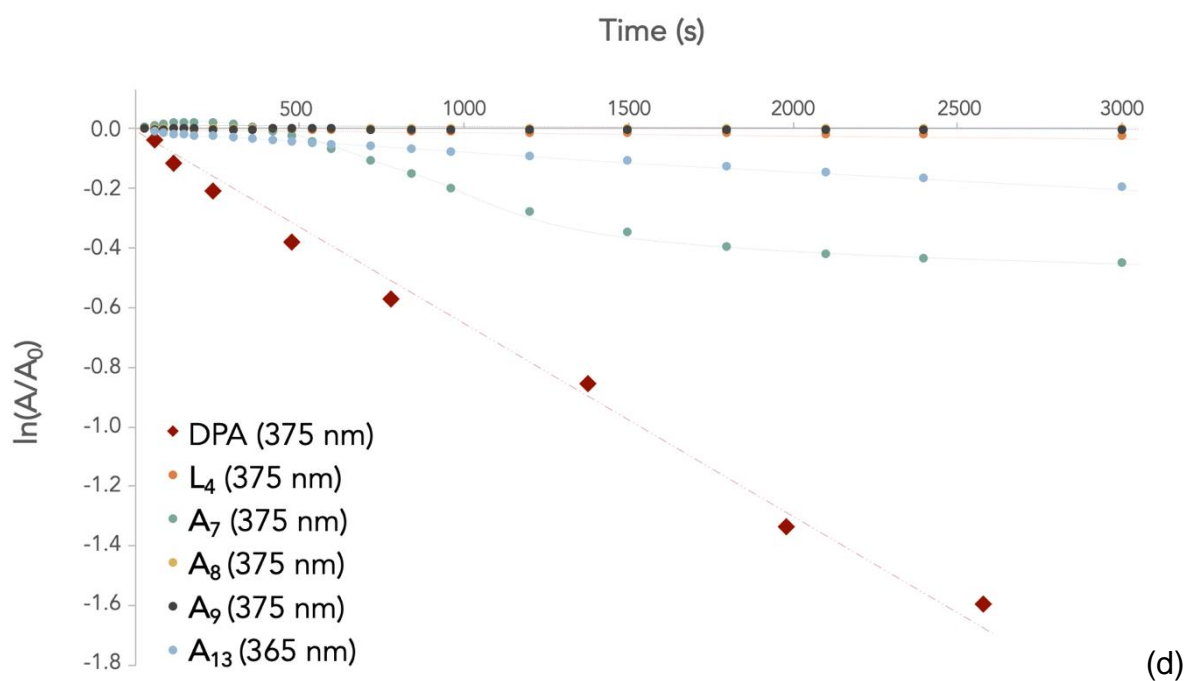 Time (s)
500 1000 1500 2000 2500 3000
0.0
-0.2
-0.4
-0.6
-0.8
-1.0
-1.2
-1.4
-1.6
-1.8
ln(A/A₀)
DPA (375 nm)
L₄ (375 nm)
A₇ (375 nm)
A₈ (375 nm)
A₉ (375 nm)
A₁₃ (365 nm)
(d)